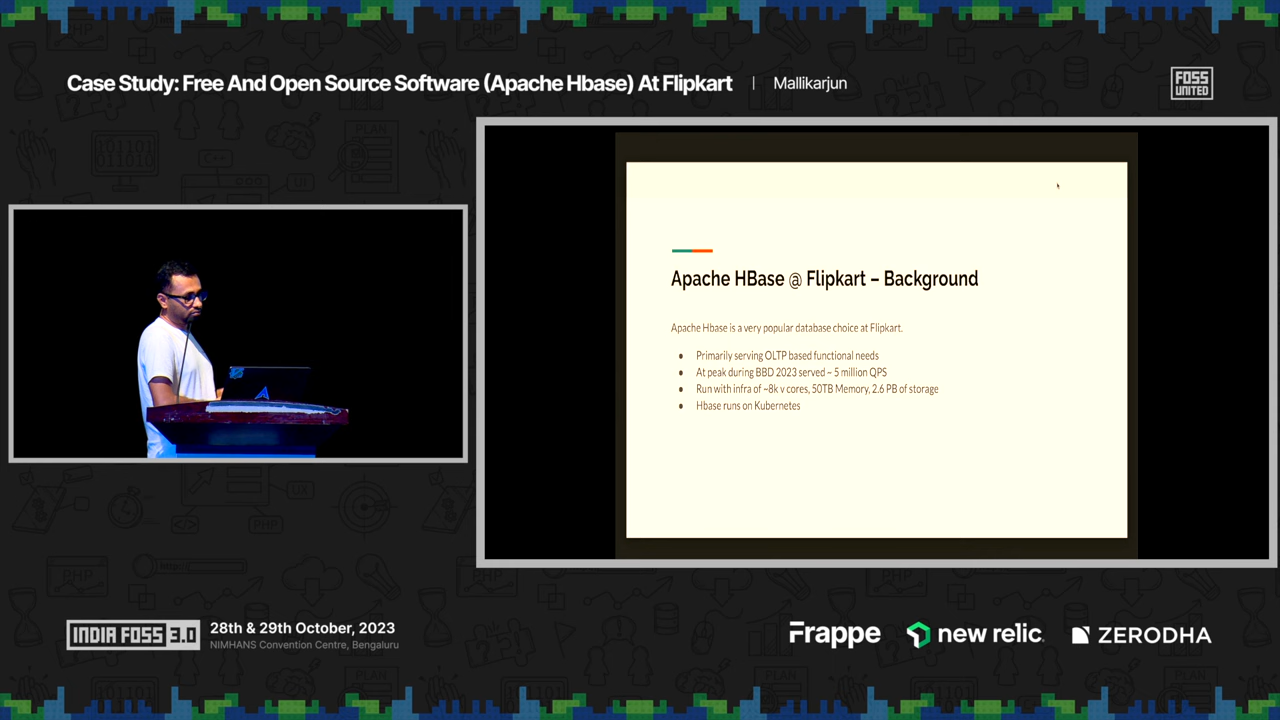 Case Study: Free And Open Source Software (Apache Hbase) At Flipkart | Mallikarjun
FOSS
UNITED
Apache HBase @ Flipkart – Background
Apache Hbase is a very popular database choice at Flipkart.
● Primarily serving OLTP based functional needs
● At peak during BBD 2023 served ~ 5 million QPS
● Run with infra of ~8k v cores, 50TB Memory, 2.6 PB of storage
● Hbase runs on Kubernetes
INDIA FOSS 3.0
28th & 29th October, 2023
NIMHANS Convention Centre, Bengaluru
Frappe
new relic
ZERODHA